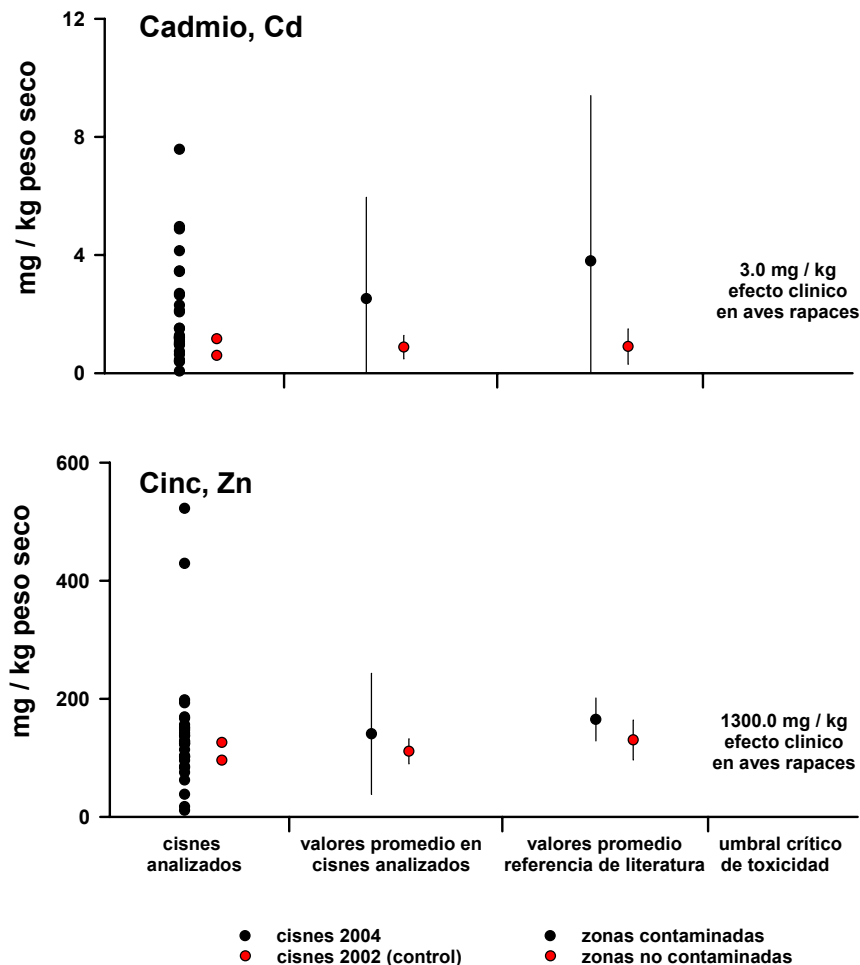 Cadmio, Cd
mg / kg peso seco
12
8
4
0
3.0 mg / kg
efecto clinico
en aves rapaces
Cinc, Zn
mg / kg peso seco
600
400
200
0
1300.0 mg / kg
efecto clinico
en aves rapaces
cisnes
analizados
valores promedio en
cisnes analizados
valores promedio
referencia de literatura
umbral crítico
de toxicidad
cisnes 2004
cisnes 2002 (control)
zonas contaminadas
zonas no contaminadas